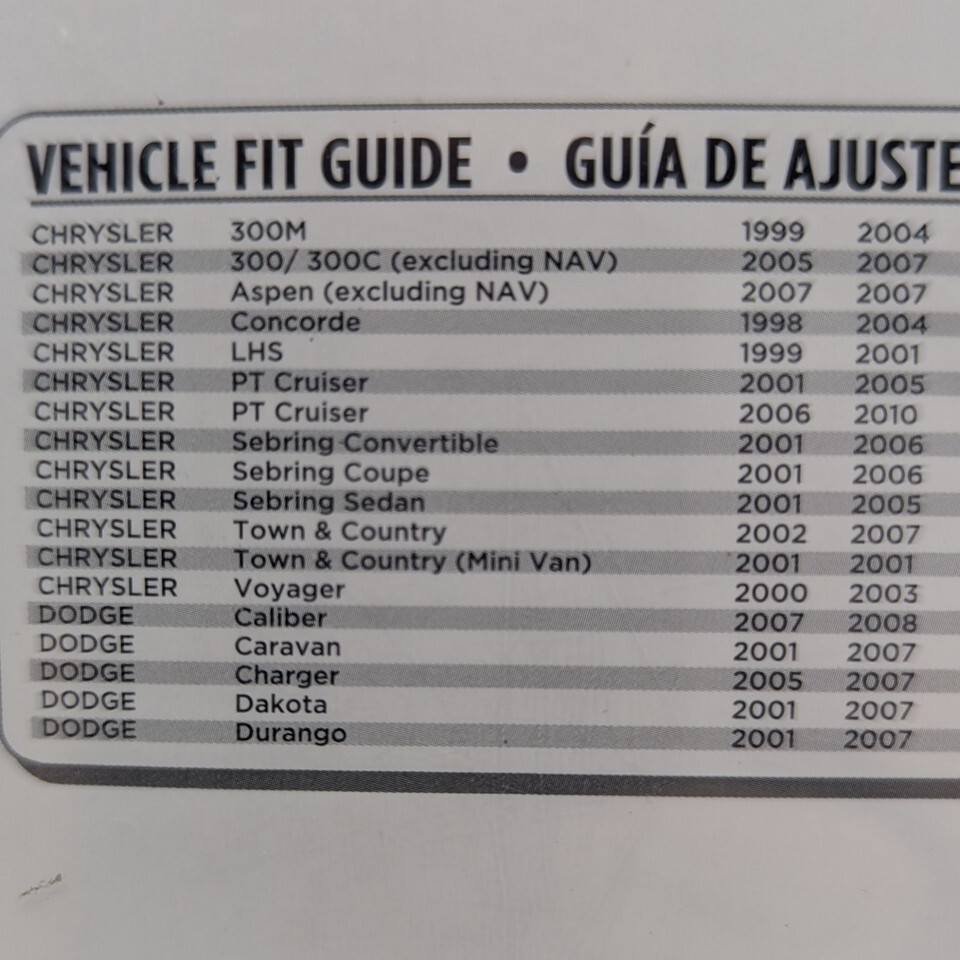 VEHICLE FIT GUIDE • GUÍA DE AJUSTE
CHRYSLER 300M 1999 2004
CHRYSLER 300/ 300C (excluding NAV) 2005 2007
CHRYSLER Aspen (excluding NAV) 2007 2007
CHRYSLER Concorde 1998 2004
CHRYSLER LHS 1999 2001
CHRYSLER PT Cruiser 2001 2005
CHRYSLER PT Cruiser 2006 2010
CHRYSLER Sebring Convertible 2001 2006
CHRYSLER Sebring Coupe 2001 2006
CHRYSLER Sebring Sedan 2001 2005
CHRYSLER Town & Country 2002 2007
CHRYSLER Town & Country (Mini Van) 2001 2001
CHRYSLER Voyager 2000 2003
DODGE Caliber 2007 2008
DODGE Caravan 2001 2007
DODGE Charger 2005 2007
DODGE Dakota 2001 2007
DODGE Durango 2001 2007